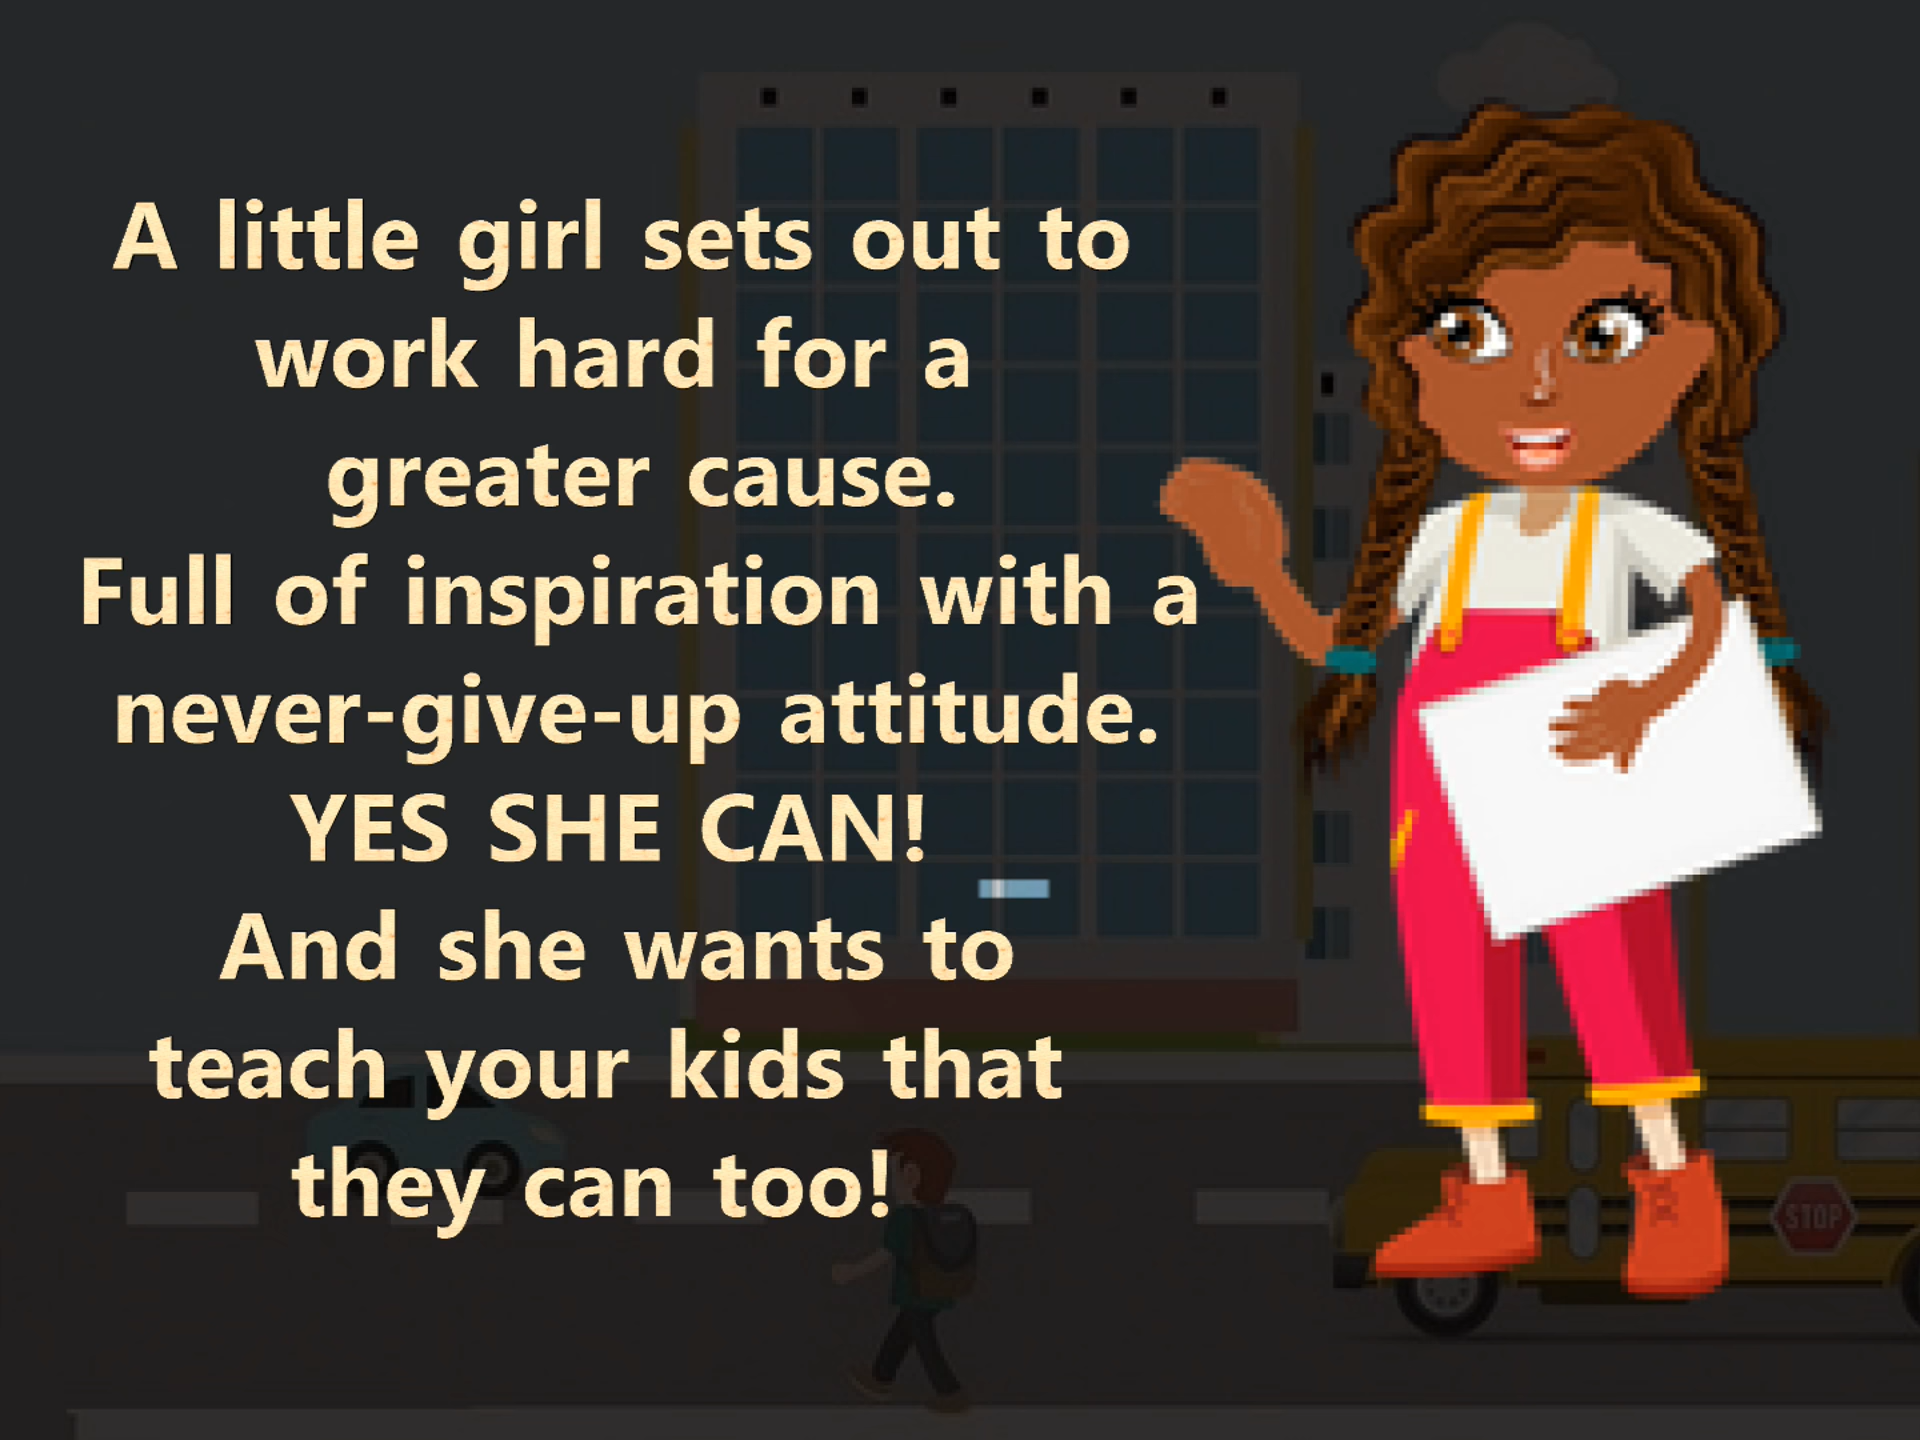 A little girl sets out to
work hard for a
greater cause.
Full of inspiration with a
never-give-up attitude.
YES SHE CAN!
And she wants to
teach your kids that
they can too!
STOP